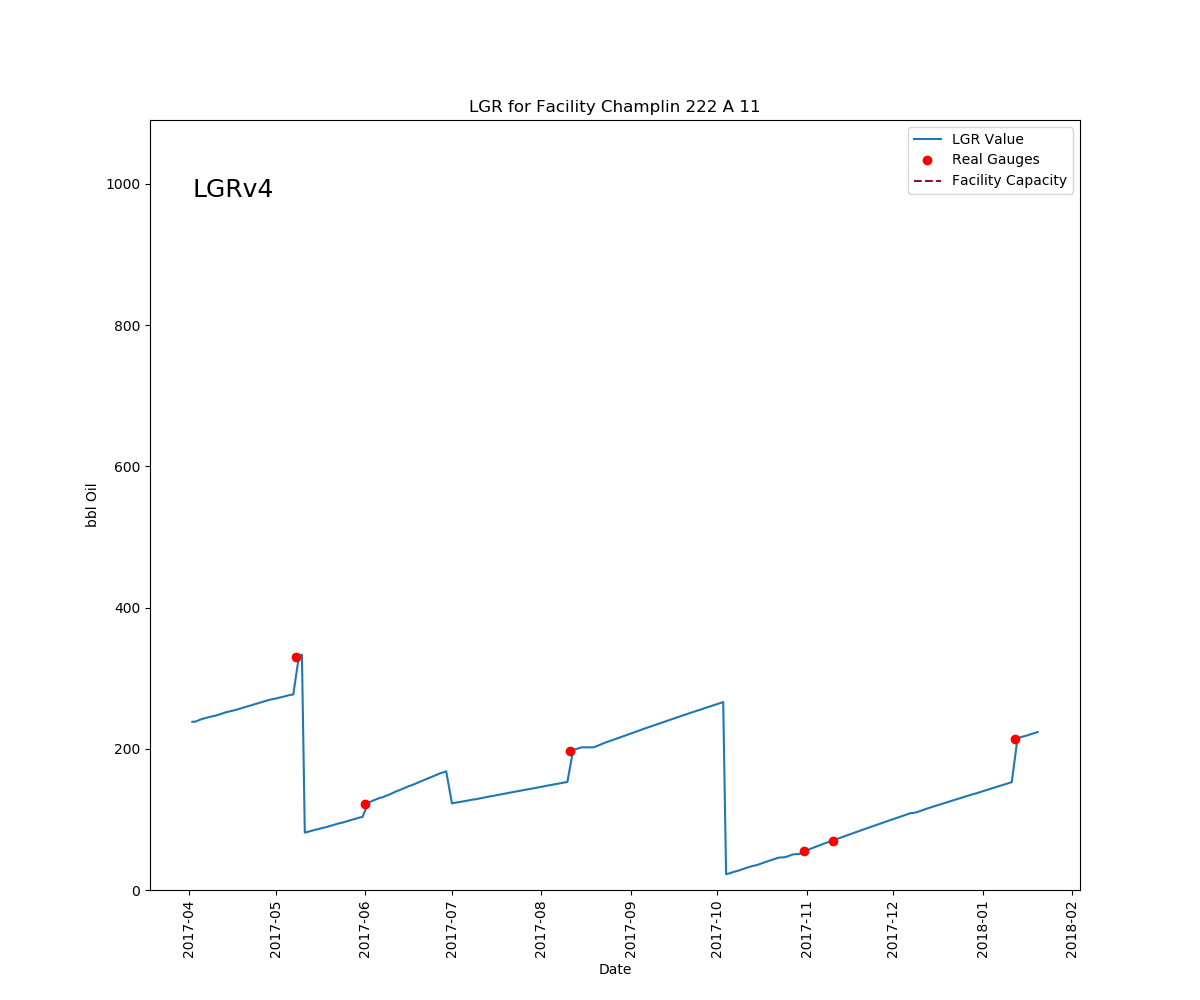 LGR for Facility Champlin 222 A 11
LGRv4
LGR Value
Real Gauges
Facility Capacity
bbl Oil
1000
800
600
400
200
0
2017-04
2017-05
2017-06
2017-07
2017-08
2017-09
2017-10
2017-11
2017-12
2018-01
2018-02
Date